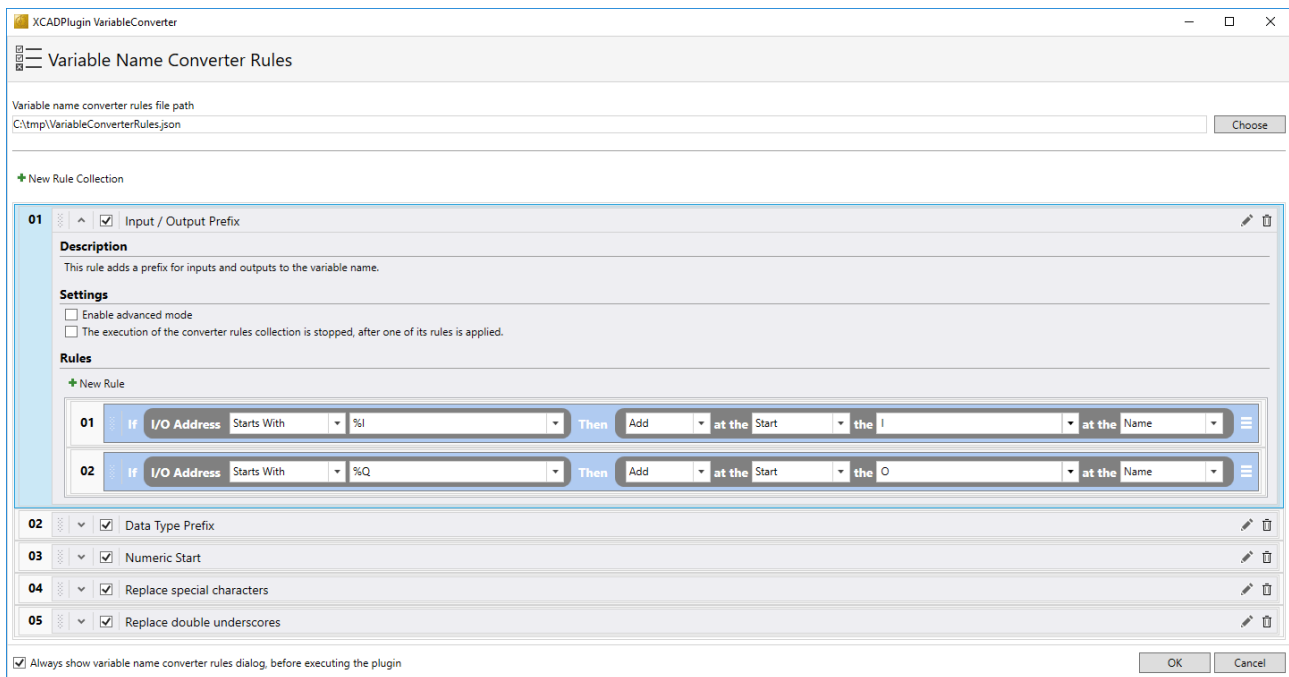 XCADPlugin VariableConverter
Variable Name Converter Rules
Variable name converter rules file path
C:\tmp\VariableConverterRules.json Choose
New Rule Collection
01 Input / Output Prefix
Description
This rule adds a prefix for inputs and outputs to the variable name.
Settings
Enable advanced mode
The execution of the converter rules collection is stopped, after one of its rules is applied.
Rules
New Rule
01 If I/O Address Starts With %I Then Add at the Start the I at the Name
02 If I/O Address Starts With %Q Then Add at the Start the O at the Name
02 Data Type Prefix
03 Numeric Start
04 Replace special characters
05 Replace double underscores
Always show variable name converter rules dialog, before executing the plugin OK Cancel